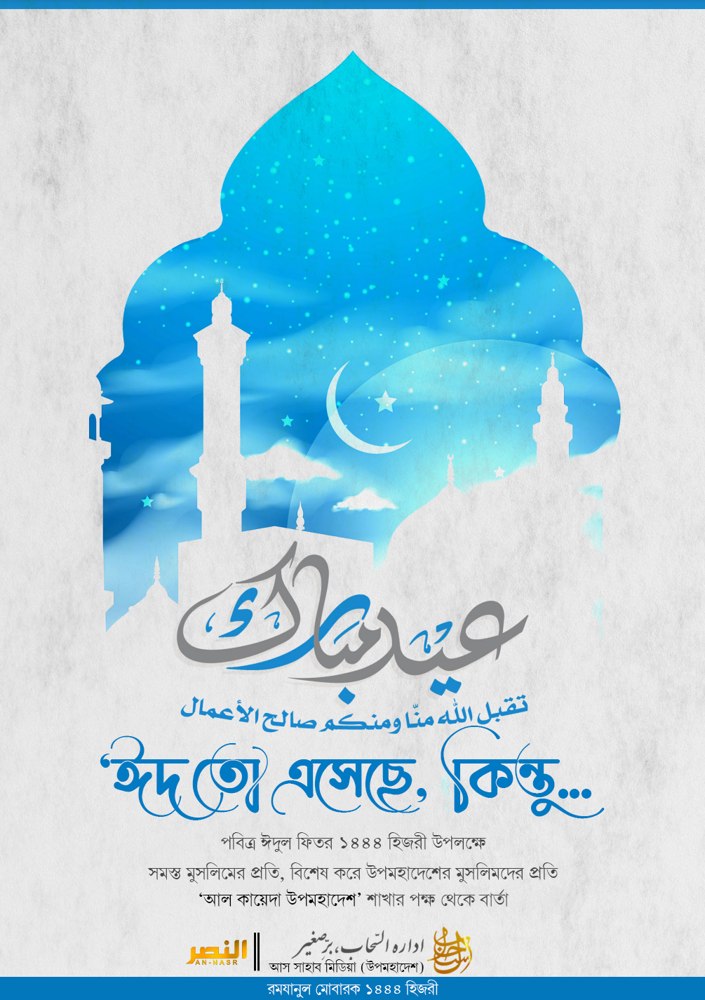 عيد مبارك
تقبل الله منّا ومنكم صالح الأعمال
‘ঈদ তো এসেছে, কিন্তু...
পবিত্র ঈদুল ফিতর ১৪৪৪ হিজরী উপলক্ষে
সমস্ত মুসলিমের প্রতি, বিশেষ করে উপমহাদেশের মুসলিমদের প্রতি
‘আল কায়েদা উপমহাদেশ’ শাখার পক্ষ থেকে বার্তা
النصر
AN-NASR
ادارہ السّحاب، برِّصغیر
আস সাহাব মিডিয়া (উপমহাদেশ)
السحاب
রমযানুল মোবারক ১৪৪৪ হিজরী